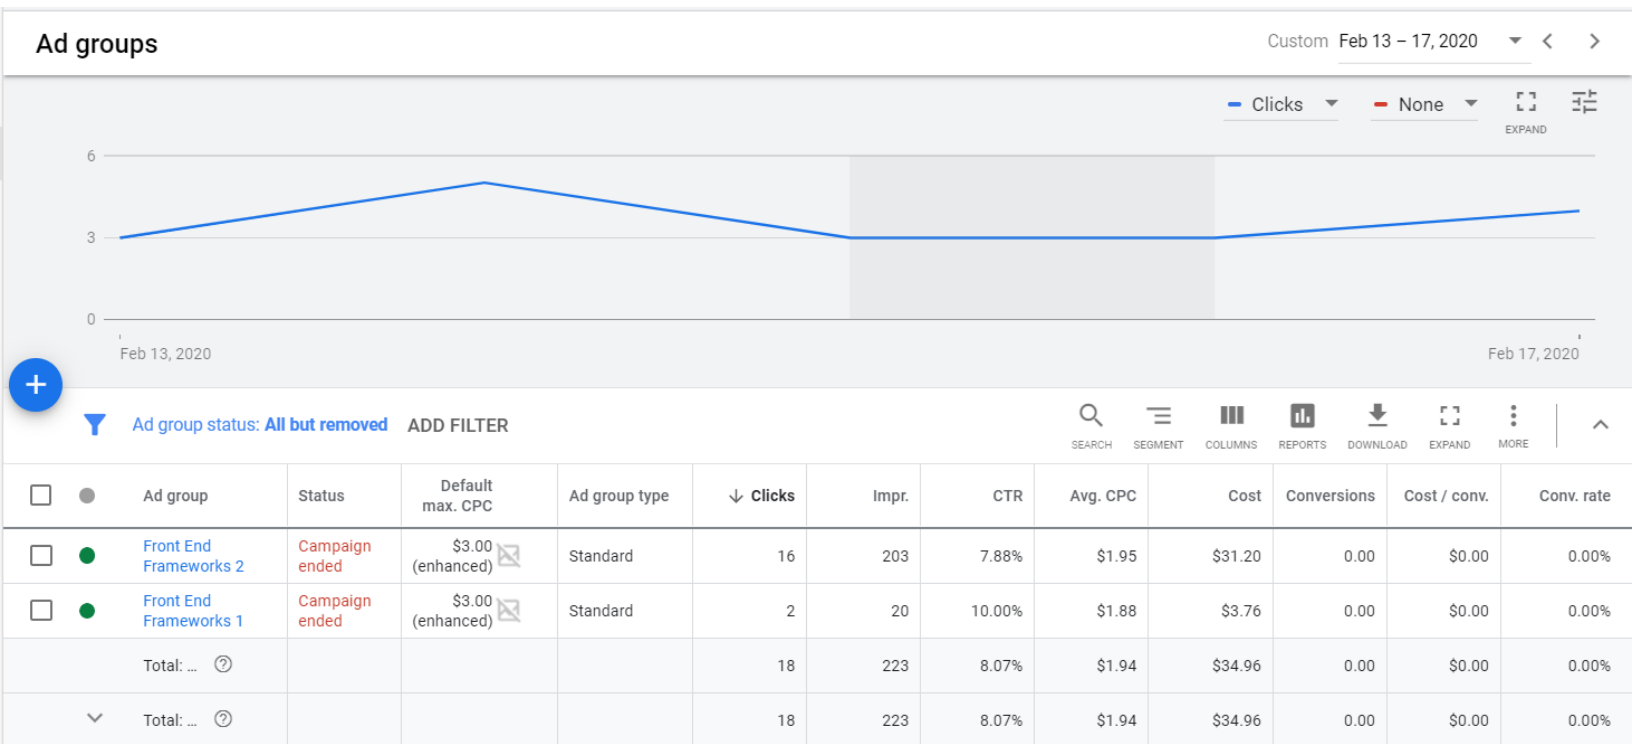 Ad groups
Custom Feb 13 – 17, 2020
Clicks None
EXPAND
6
3
0
Feb 13, 2020 Feb 17, 2020
Ad group status: All but removed ADD FILTER
SEARCH SEGMENT COLUMNS REPORTS DOWNLOAD EXPAND MORE
Ad group Status Default max. CPC Ad group type Clicks Impr. CTR Avg. CPC Cost Conversions Cost / conv. Conv. rate
Front End Frameworks 2 Campaign ended $3.00 (enhanced) Standard 16 203 7.88% $1.95 $31.20 0.00 $0.00 0.00%
Front End Frameworks 1 Campaign ended $3.00 (enhanced) Standard 2 20 10.00% $1.88 $3.76 0.00 $0.00 0.00%
Total: ... 18 223 8.07% $1.94 $34.96 0.00 $0.00 0.00%
Total: ... 18 223 8.07% $1.94 $34.96 0.00 $0.00 0.00%